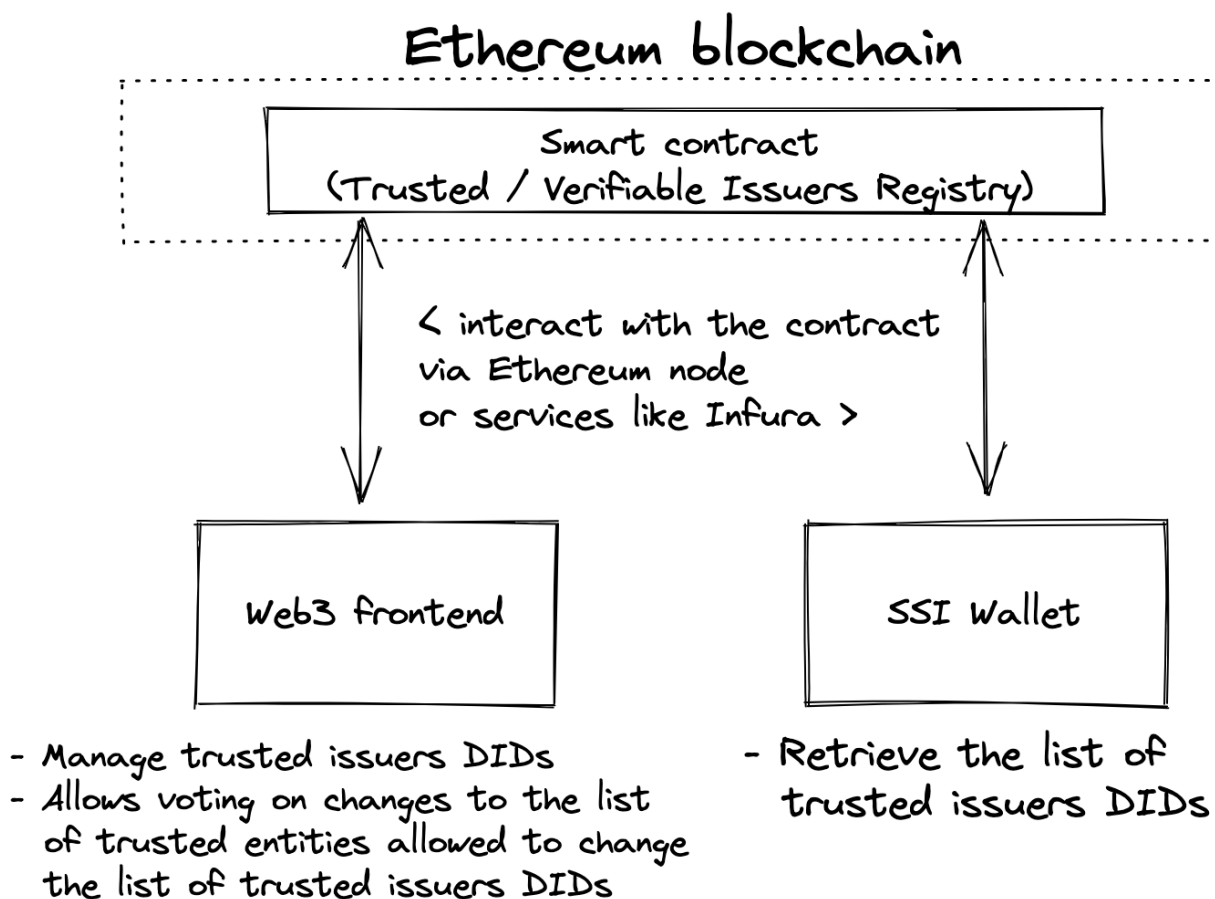 Ethereum blockchain
Smart contract
(Trusted / Verifiable Issuers Registry)
< interact with the contract
via Ethereum node
or services like Infura >
Web3 frontend
SSI Wallet
- Manage trusted issuers DIDs
- Allows voting on changes to the list
of trusted entities allowed to change
the list of trusted issuers DIDs
- Retrieve the list of
trusted issuers DIDs